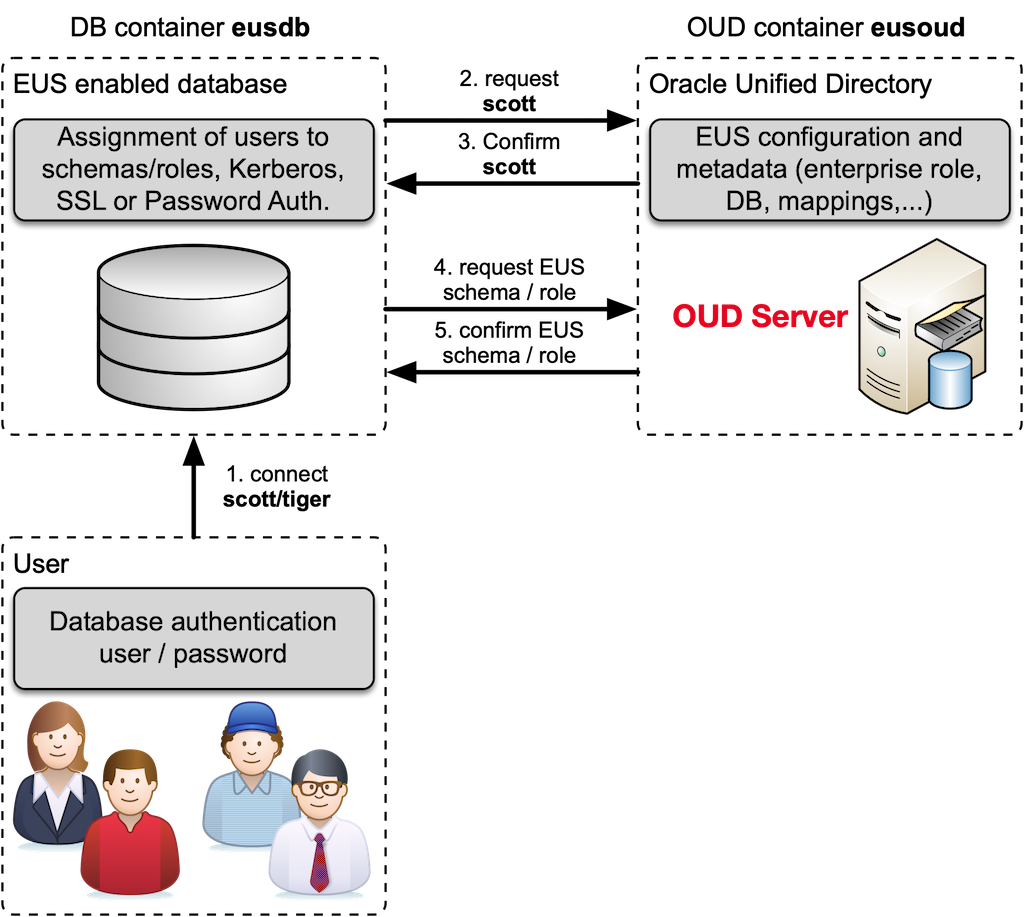 DB container eusdb
OUD container eusoud
EUS enabled database
Assignment of users to
schemas/roles, Kerberos,
SSL or Password Auth.
2. request
scott
3. Confirm
scott
4. request EUS
schema / role
5. confirm EUS
schema / role
Oracle Unified Directory
EUS configuration and
metadata (enterprise role,
DB, mappings,...)
OUD Server
1. connect
scott/tiger
User
Database authentication
user / password